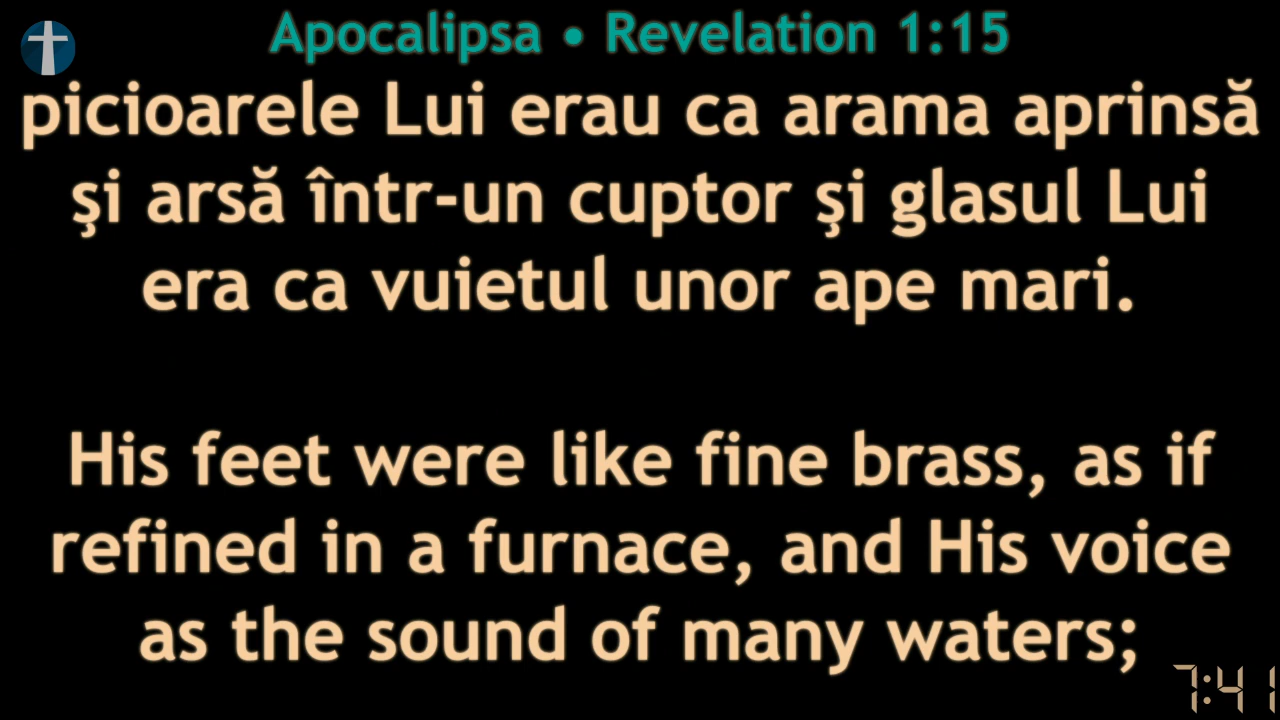 Apocalipsa • Revelation 1:15
picioarele Lui erau ca arama aprinsă
şi arsă într-un cuptor şi glasul Lui
era ca vuietul unor ape mari.
His feet were like fine brass, as if
refined in a furnace, and His voice
as the sound of many waters;
7:41